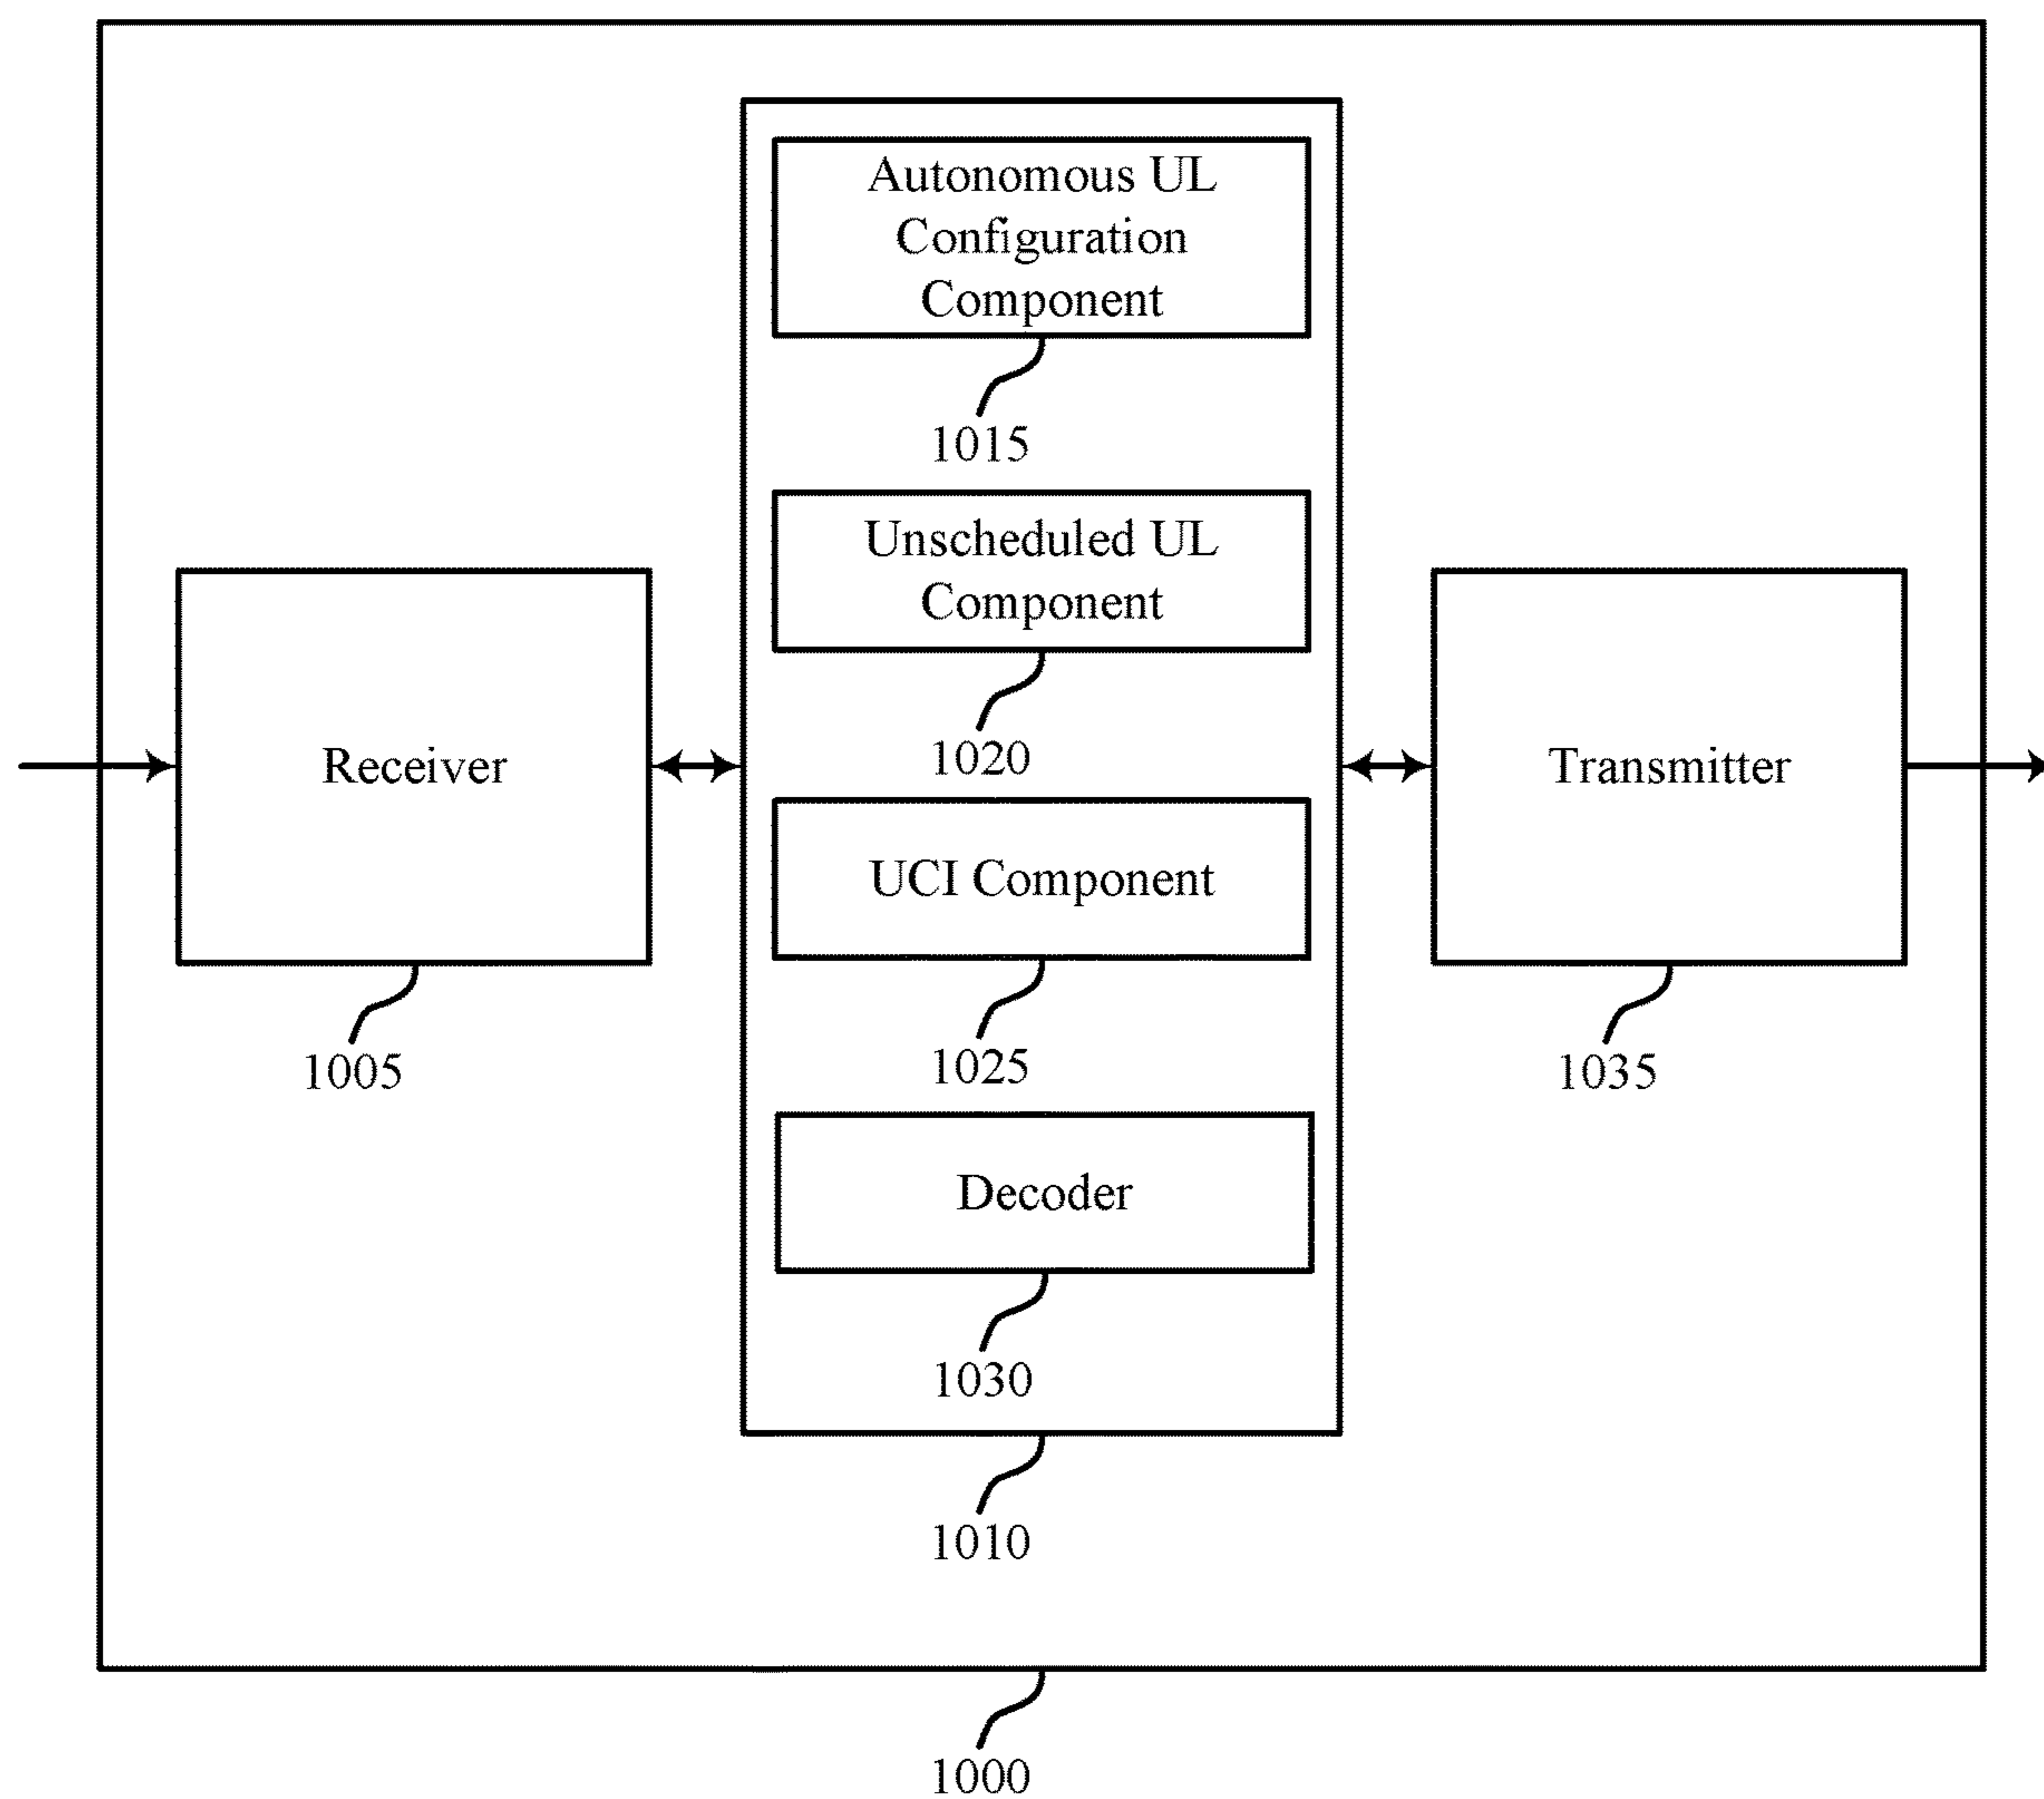 Autonomous UL
Configuration
Component
1015
Unscheduled UL
Component
1020
Receiver
1005
UCI Component
1025
Decoder
1030
1010
Transmitter
1035
1000